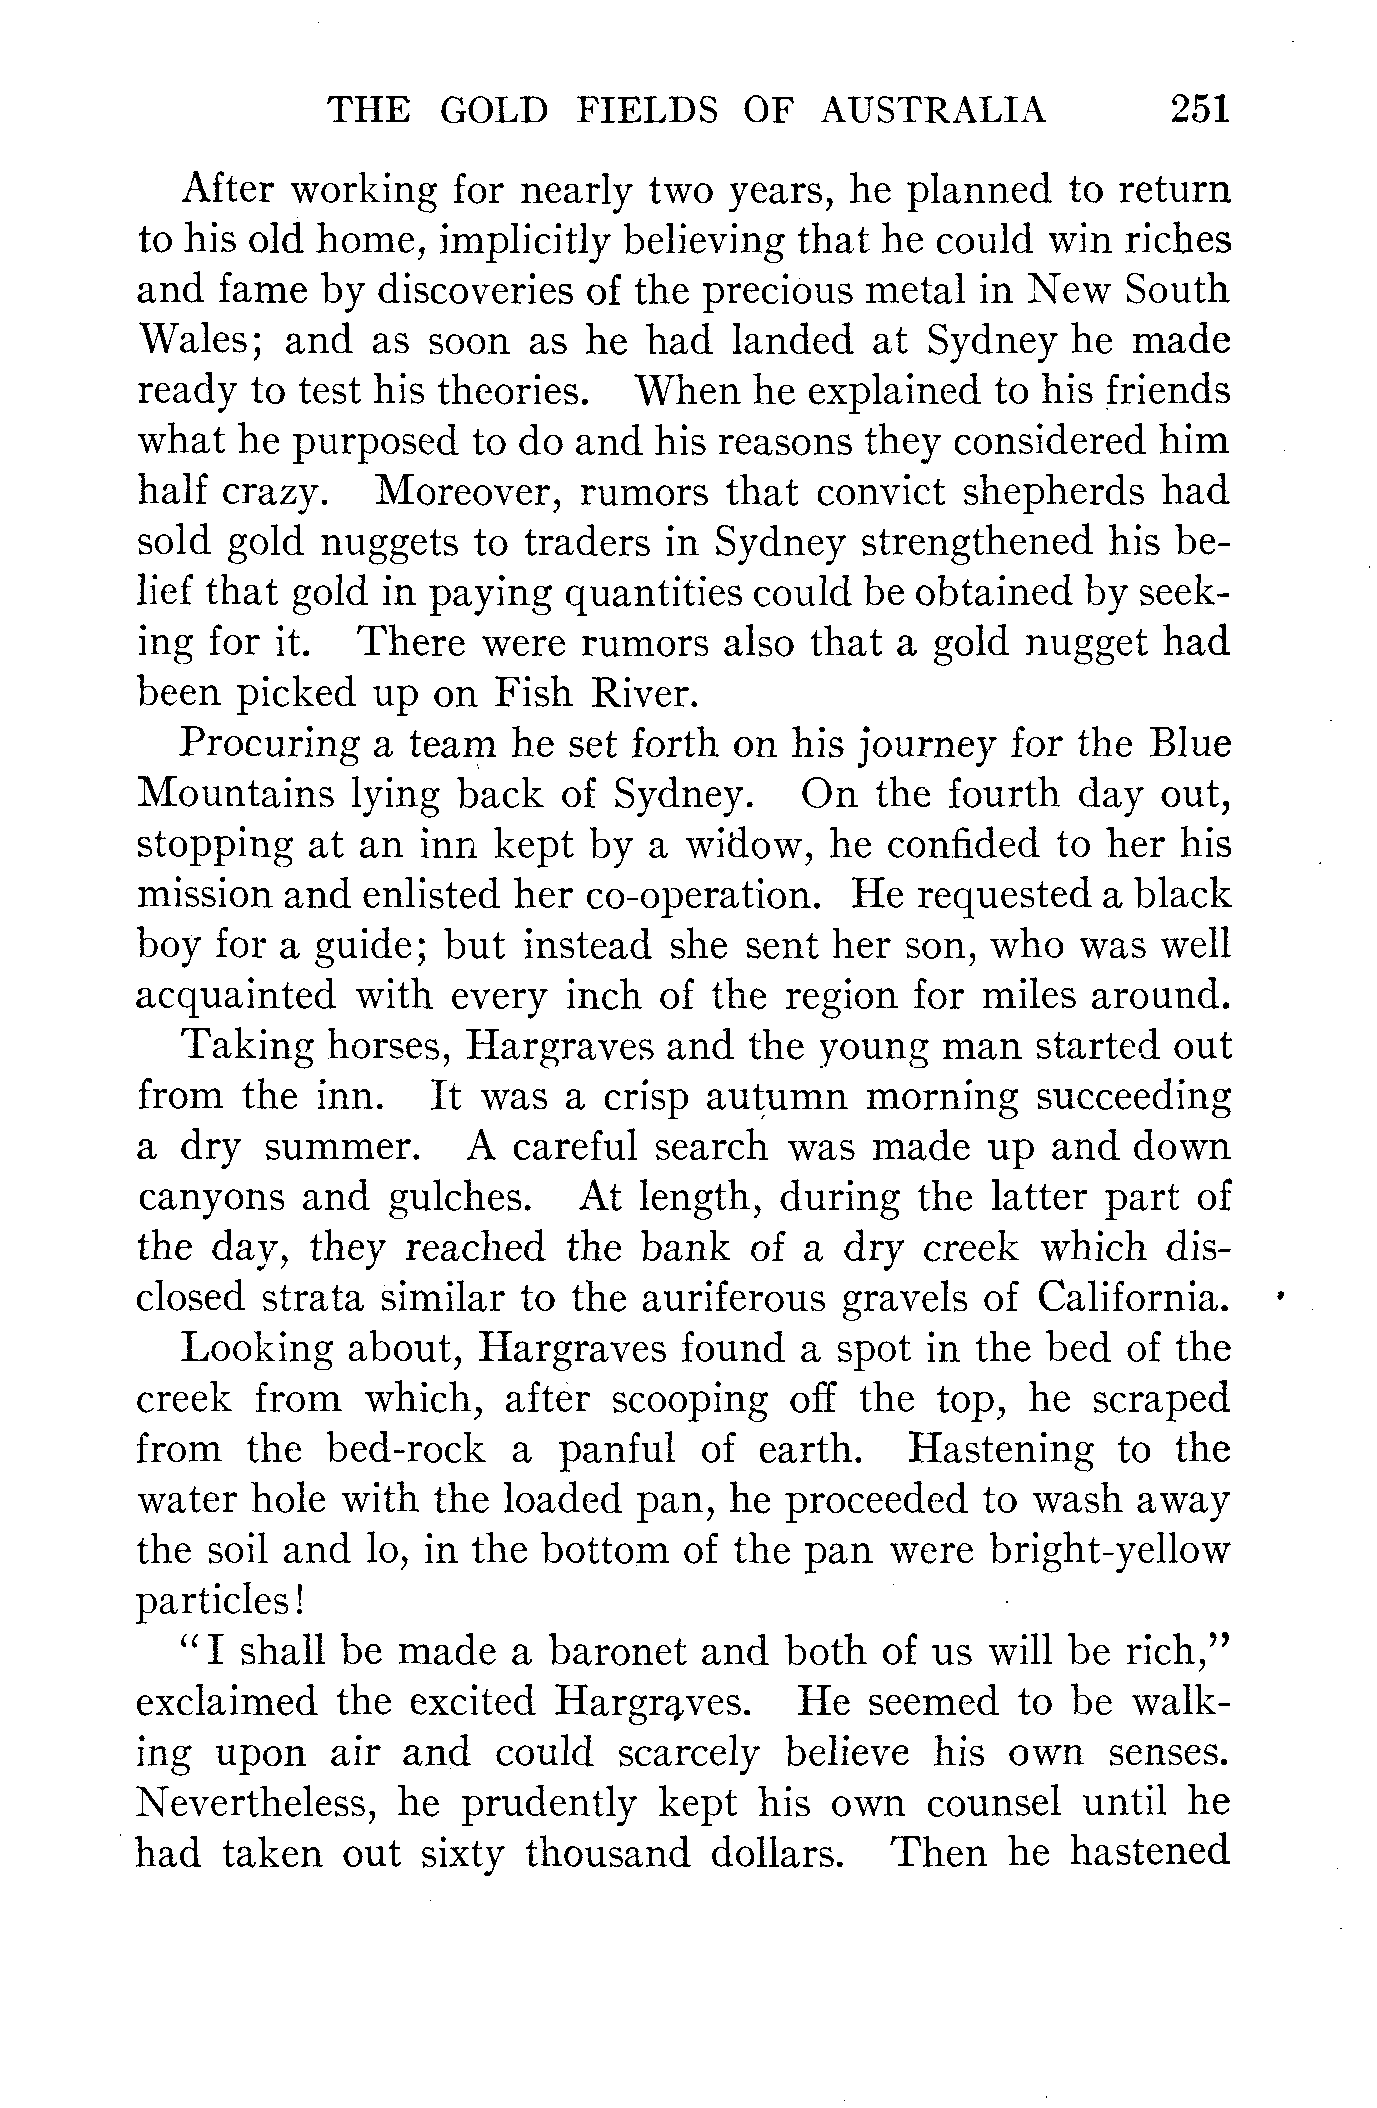 THE GOLD FIELDS OF AUSTRALIA 251
After working for nearly two years, he planned to return
to his old home, implicitly believing that he could win riches
and fame by discoveries of the precious metal in New South
Wales; and as soon as he had landed at Sydney he made
ready to test his theories. When he explained to his friends
what he purposed to do and his reasons they considered him
half crazy. Moreover, rumors that convict shepherds had
sold gold nuggets to traders in Sydney strengthened his be-
lief that gold in paying quantities could be obtained by seek-
ing for it. There were rumors also that a gold nugget had
been picked up on Fish River.
Procuring a team he set forth on his journey for the Blue
Mountains lying back of Sydney. On the fourth day out,
stopping at an inn kept by a widow, he confided to her his
mission and enlisted her co-operation. He requested a black
boy for a guide; but instead she sent her son, who was well
acquainted with every inch of the region for miles around.
Taking horses, Hargraves and the young man started out
from the inn. It was a crisp autumn morning succeeding
a dry summer. A careful search was made up and down
canyons and gulches. At length, during the latter part of
the day, they reached the bank of a dry creek which dis-
closed strata similar to the auriferous gravels of California.
Looking about, Hargraves found a spot in the bed of the
creek from which, after scooping off the top, he scraped
from the bed-rock a panful of earth. Hastening to the
water hole with the loaded pan, he proceeded to wash away
the soil and lo, in the bottom of the pan were bright-yellow
particles!
"I shall be made a baronet and both of us will be rich,"
exclaimed the excited Hargraves. He seemed to be walk-
ing upon air and could scarcely believe his own senses.
Nevertheless, he prudently kept his own counsel until he
had taken out sixty thousand dollars. Then he hastened